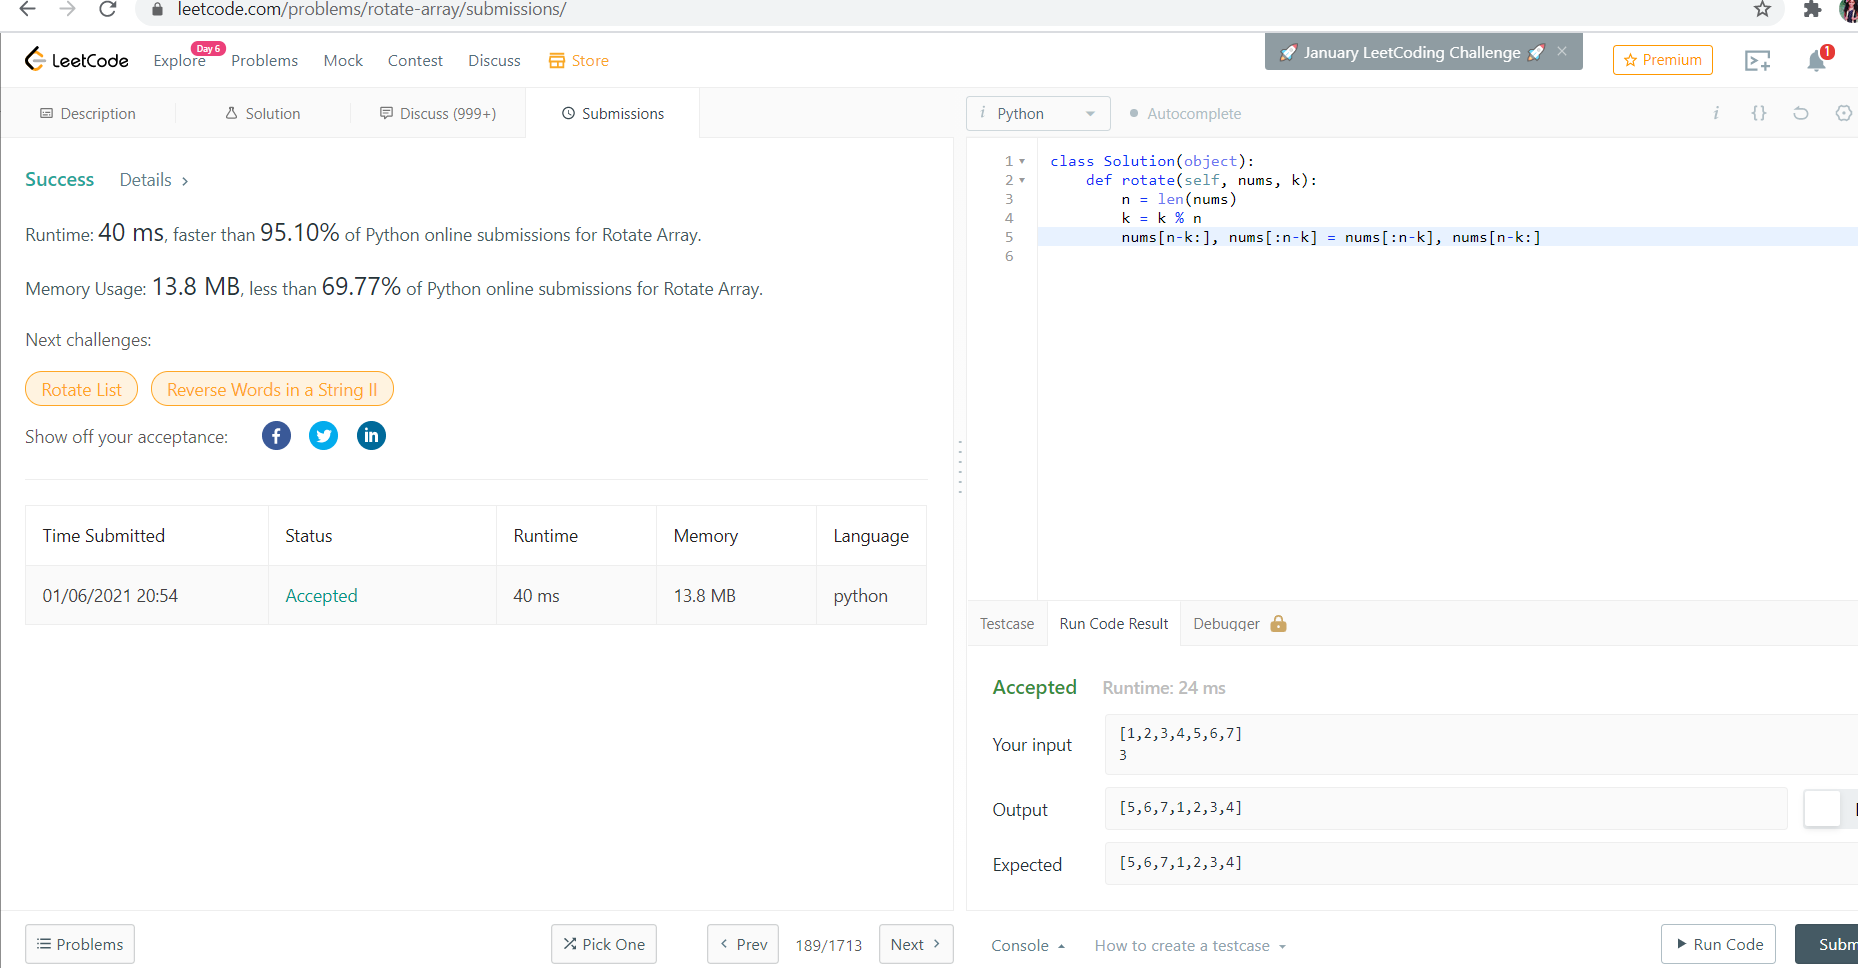 leetcode.com/problems/rotate-array/submissions/
LeetCode
Explore
Day 6
Problems
Mock
Contest
Discuss
Store
January LeetCoding Challenge
Premium
1
Description
Solution
Discuss (999+)
Submissions
i Python
Autocomplete
i {}
Success
Details >
Runtime: 40 ms, faster than 95.10% of Python online submissions for Rotate Array.
Memory Usage: 13.8 MB, less than 69.77% of Python online submissions for Rotate Array.
Next challenges:
Rotate List
Reverse Words in a String II
Show off your acceptance:
Time Submitted Status Runtime Memory Language
01/06/2021 20:54 Accepted 40 ms 13.8 MB python
1 class Solution(object):
2 def rotate(self, nums, k):
3 n = len(nums)
4 k = k % n
5 nums[n-k:], nums[:n-k] = nums[:n-k], nums[n-k:]
6
Testcase
Run Code Result
Debugger
Accepted Runtime: 24 ms
Your input
[1,2,3,4,5,6,7]
3
Output
[5,6,7,1,2,3,4]
Expected
[5,6,7,1,2,3,4]
Problems
Pick One
< Prev
189/1713
Next >
Console
How to create a testcase
Run Code
Subm